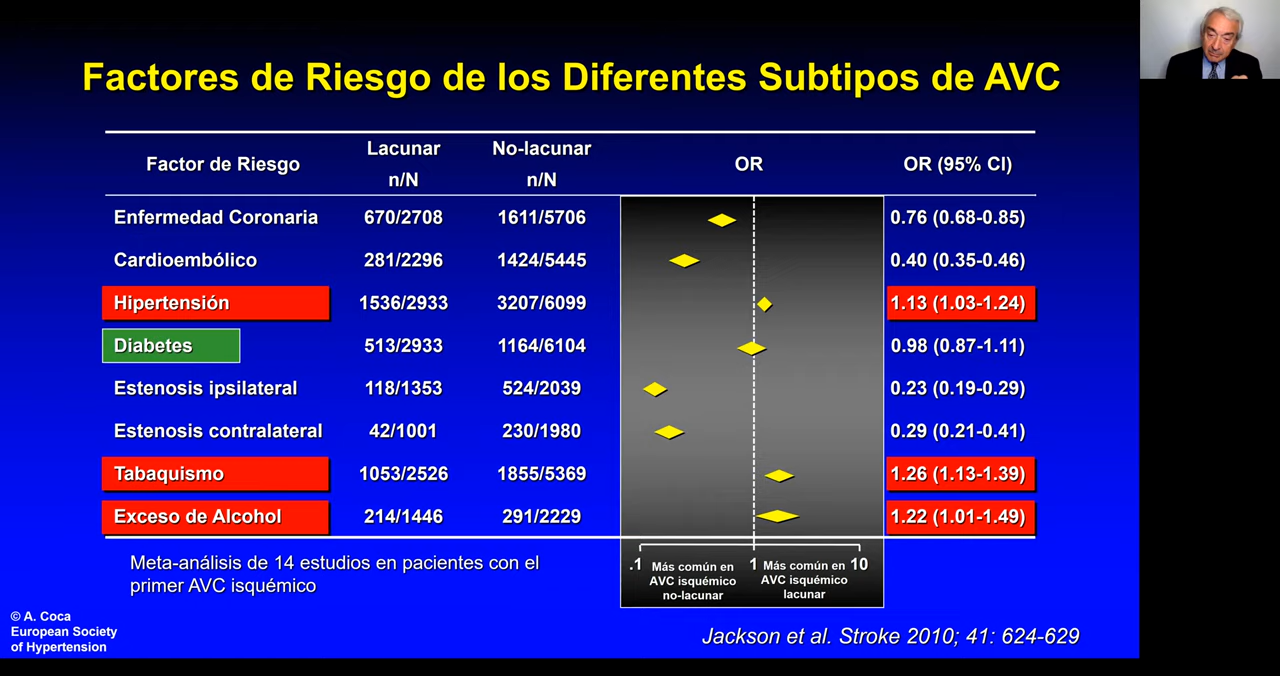 Factores de Riesgo de los Diferentes Subtipos de AVC
Factor de Riesgo Lacunar n/N No-lacunar n/N OR OR (95% CI)
Enfermedad Coronaria 670/2708 1611/5706 0.76 (0.68-0.85)
Cardioembólico 281/2296 1424/5445 0.40 (0.35-0.46)
Hipertensión 1536/2933 3207/6099 1.13 (1.03-1.24)
Diabetes 513/2933 1164/6104 0.98 (0.87-1.11)
Estenosis ipsilateral 118/1353 524/2039 0.23 (0.19-0.29)
Estenosis contralateral 42/1001 230/1980 0.29 (0.21-0.41)
Tabaquismo 1053/2526 1855/5369 1.26 (1.13-1.39)
Exceso de Alcohol 214/1446 291/2229 1.22 (1.01-1.49)
.1 1 10
Más común en
AVC isquémico
no-lacunar
Más común en
AVC isquémico
lacunar
Meta-análisis de 14 estudios en pacientes con el
primer AVC isquémico
© A. Coca
European Society
of Hypertension
Jackson et al. Stroke 2010; 41: 624-629